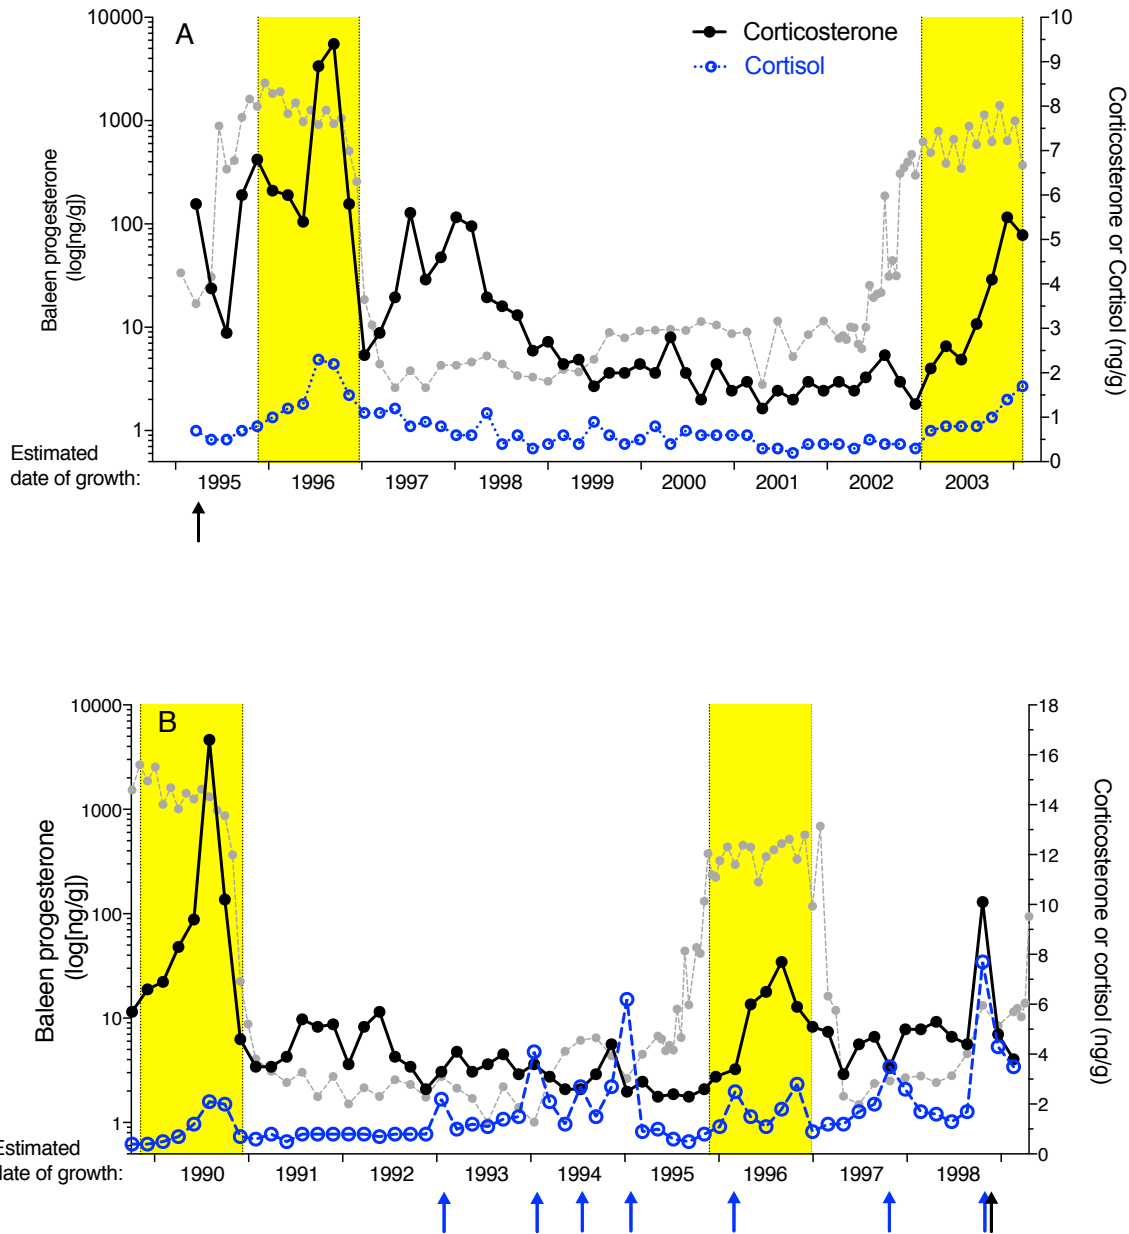 A
Corticosterone
Cortisol
10000
1000
100
10
1
Baleen progesterone
(log[ng/g])
10
9
8
7
6
5
4
3
2
1
0
Corticosterone or Cortisol (ng/g)
Estimated
date of growth:
1995 1996 1997 1998 1999 2000 2001 2002 2003
B
10000
1000
100
10
1
Baleen progesterone
(log[ng/g])
18
16
14
12
10
8
6
4
2
0
Corticosterone or cortisol (ng/g)
Estimated
date of growth:
1990 1991 1992 1993 1994 1995 1996 1997 1998